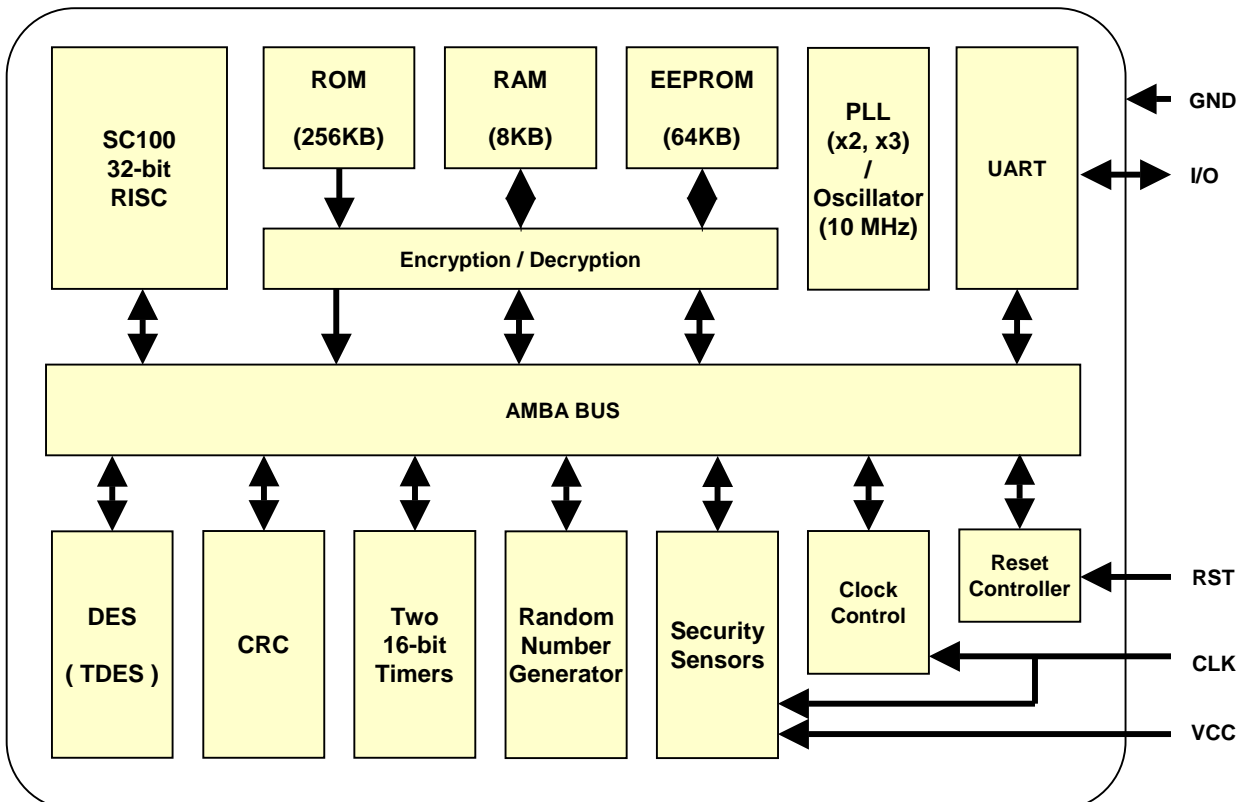 SC100
32-bit
RISC
ROM
(256KB)
RAM
(8KB)
EEPROM
(64KB)
PLL
(x2, x3)
/
Oscillator
(10 MHz)
UART
GND
I/O
Encryption / Decryption
AMBA BUS
DES
( TDES )
CRC
Two
16-bit
Timers
Random
Number
Generator
Security
Sensors
Clock
Control
Reset
Controller
RST
CLK
VCC